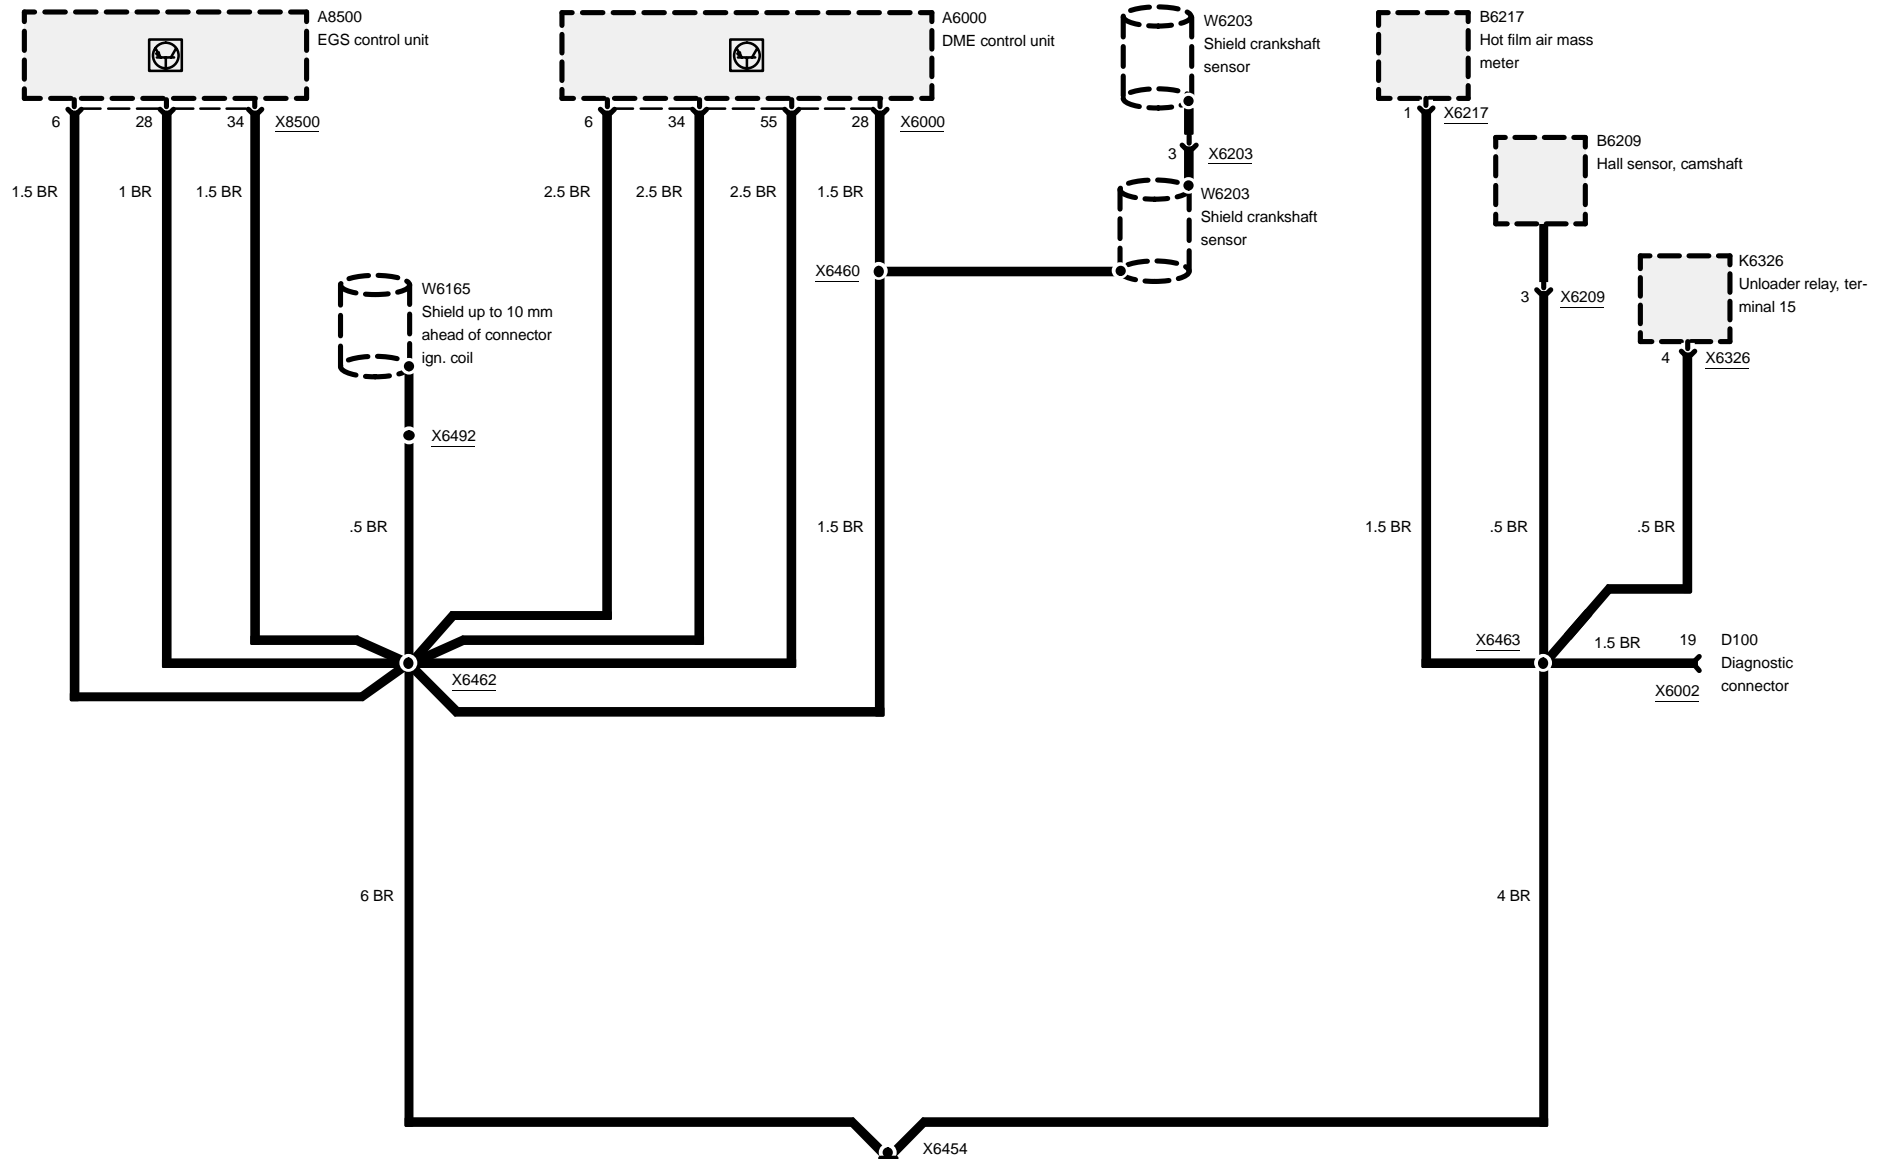 A8500
EGS control unit
6
28
34
X8500
1.5 BR
1 BR
1.5 BR
A6000
DME control unit
6
34
55
28
X6000
2.5 BR
2.5 BR
2.5 BR
1.5 BR
W6203
Shield crankshaft
sensor
3
X6203
W6203
Shield crankshaft
sensor
X6460
B6217
Hot film air mass
meter
1
X6217
B6209
Hall sensor, camshaft
3
X6209
K6326
Unloader relay, ter-
minal 15
4
X6326
W6165
Shield up to 10 mm
ahead of connector
ign. coil
X6492
.5 BR
1.5 BR
1.5 BR
.5 BR
.5 BR
X6462
X6463
1.5 BR
19
D100
Diagnostic
connector
X6002
6 BR
4 BR
X6454